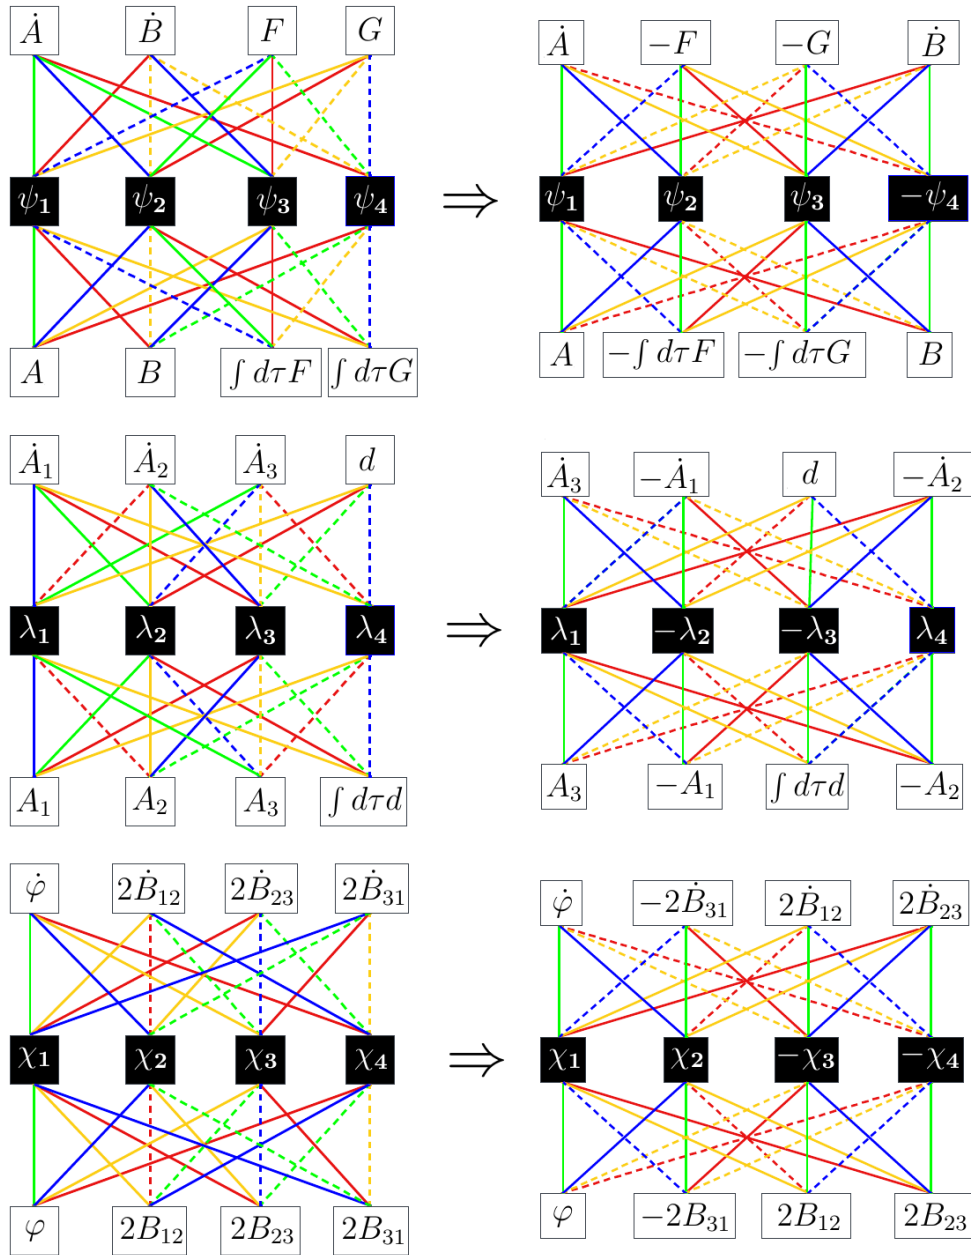 Ȧ Ḃ F G
ψ₁ ψ₂ ψ₃ ψ₄
A B ∫ dτF ∫ dτG
⇒
Ȧ −F −G Ḃ
ψ₁ ψ₂ ψ₃ −ψ₄
A −∫ dτF −∫ dτG B
Ȧ₁ Ȧ₂ Ȧ₃ d
λ₁ λ₂ λ₃ λ₄
A₁ A₂ A₃ ∫ dτd
⇒
Ȧ₃ −Ȧ₁ d −Ȧ₂
λ₁ −λ₂ −λ₃ λ₄
A₃ −A₁ ∫ dτd −A₂
φ̇ 2Ḃ₁₂ 2Ḃ₂₃ 2Ḃ₃₁
χ₁ χ₂ χ₃ χ₄
φ 2B₁₂ 2B₂₃ 2B₃₁
⇒
φ̇ −2Ḃ₃₁ 2Ḃ₁₂ 2Ḃ₂₃
χ₁ χ₂ −χ₃ −χ₄
φ −2B₃₁ 2B₁₂ 2B₂₃